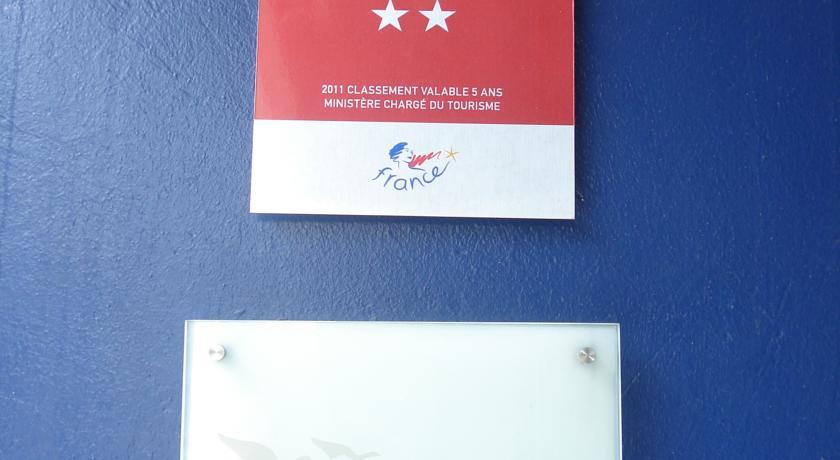 2011 CLASSEMENT VALABLE 5 ANS
MINISTÈRE CHARGÉ DU TOURISME
france